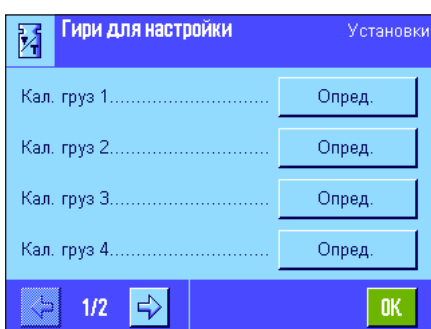 Гири для настройки Установки
Кал. груз 1........................... Опред.
Кал. груз 2........................... Опред.
Кал. груз 3........................... Опред.
Кал. груз 4........................... Опред.
1/2 OK